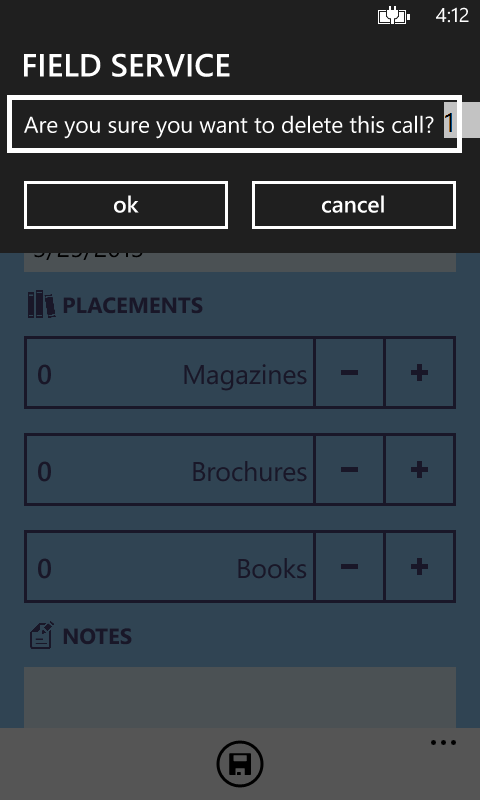 4:12
FIELD SERVICE
Are you sure you want to delete this call? 1
ok cancel
PLACEMENTS
0 Magazines − +
0 Brochures − +
0 Books − +
NOTES
...